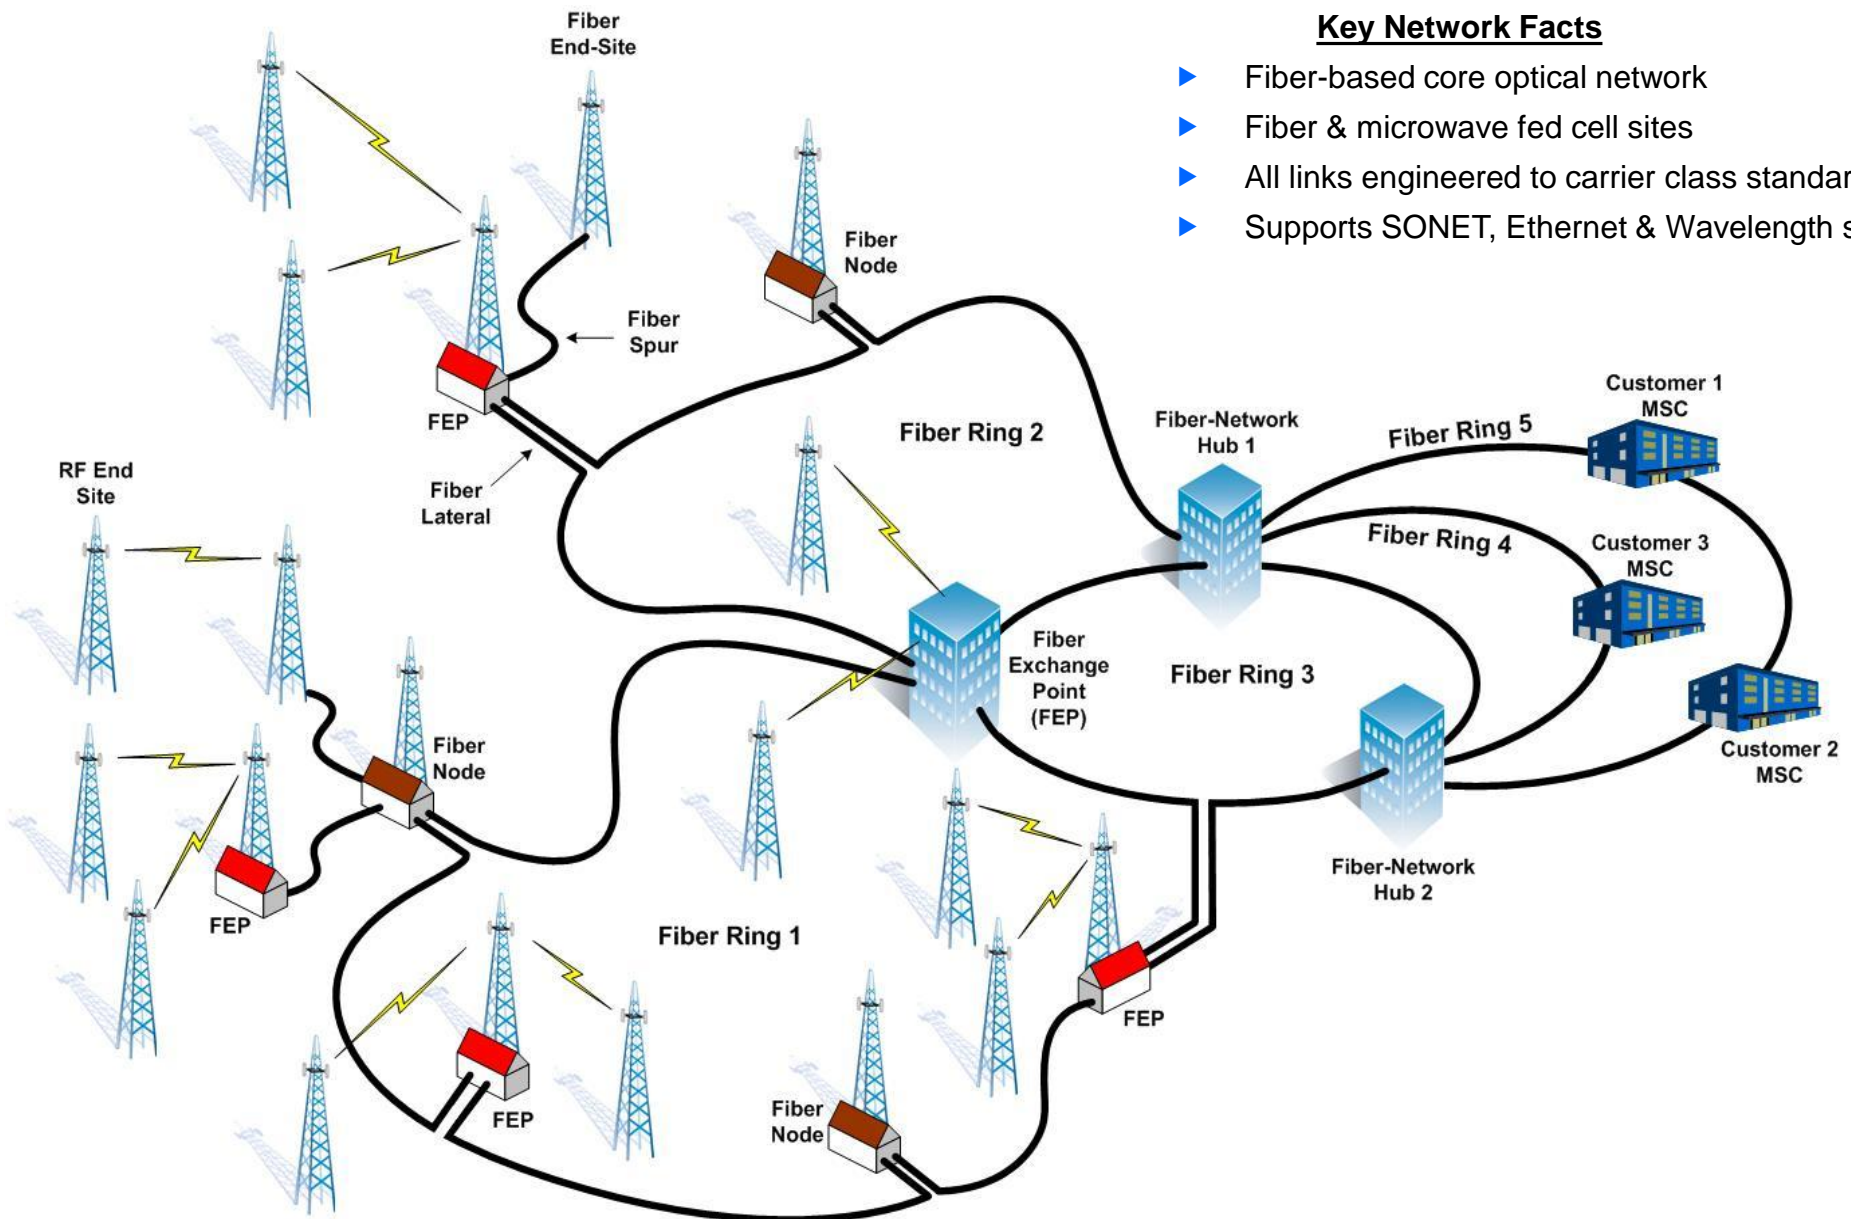 Key Network Facts
Fiber-based core optical network
Fiber & microwave fed cell sites
All links engineered to carrier class
Supports SONET, Ethernet & Wavelength
Fiber
End-Site
Fiber
Node
Fiber
Spur
FEP
Fiber
Lateral
Fiber Ring 2
Fiber-Network
Hub 1
Fiber Ring 5
Customer 1
MSC
Fiber Ring 4
Customer 3
MSC
RF End
Site
Fiber
Exchange
Point
(FEP)
Fiber Ring 3
Customer 2
MSC
Fiber
Node
Fiber-Network
Hub 2
FEP
Fiber Ring 1
FEP
FEP
Fiber
Node